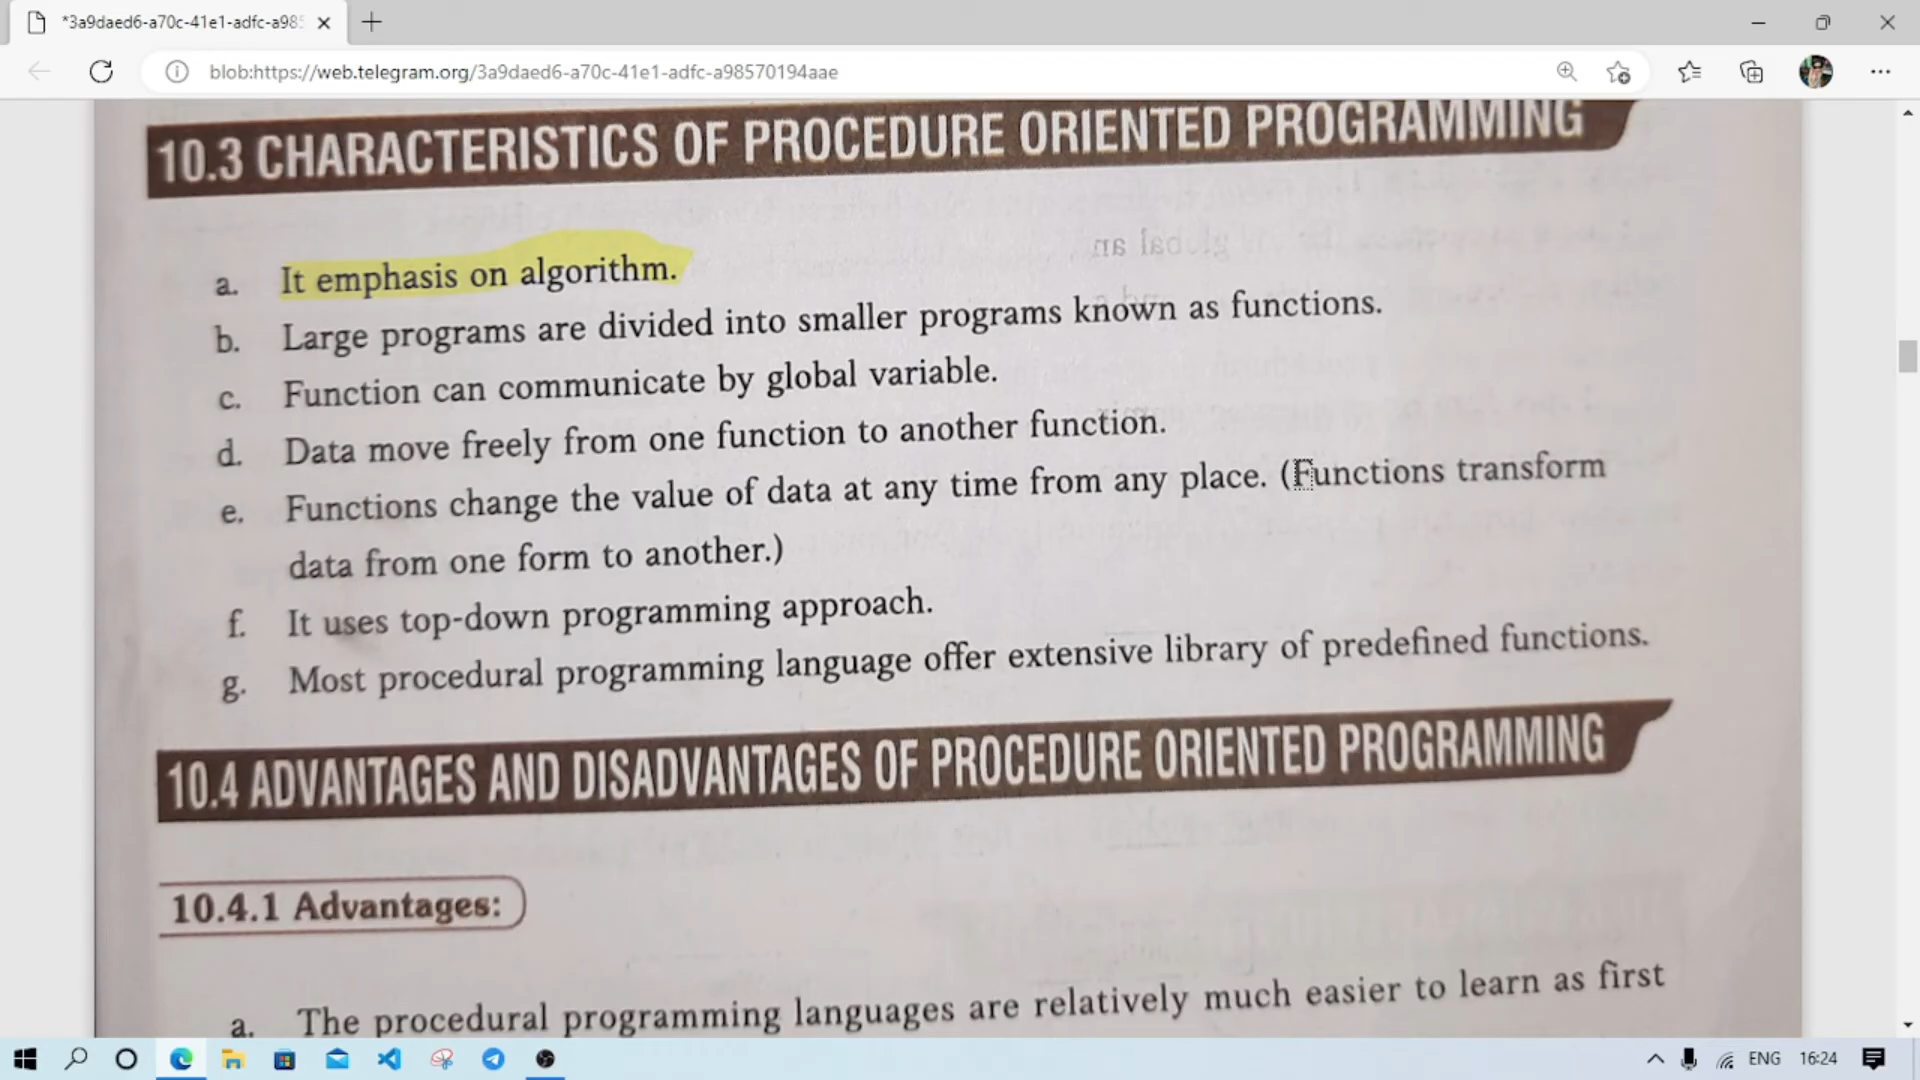 *3a9daed6-a70c-41e1-adfc-a98
blob:https://web.telegram.org/3a9daed6-a70c-41e1-adfc-a98570194aae
10.3 CHARACTERISTICS OF PROCEDURE ORIENTED PROGRAMMING
a. It emphasis on algorithm.
b. Large programs are divided into smaller programs known as functions.
c. Function can communicate by global variable.
d. Data move freely from one function to another function.
e. Functions change the value of data at any time from any place. (Functions transform
data from one form to another.)
f. It uses top-down programming approach.
g. Most procedural programming language offer extensive library of predefined functions.
10.4 ADVANTAGES AND DISADVANTAGES OF PROCEDURE ORIENTED PROGRAMMING
10.4.1 Advantages:
a. The procedural programming languages are relatively much easier to learn as first
ENG 16:24